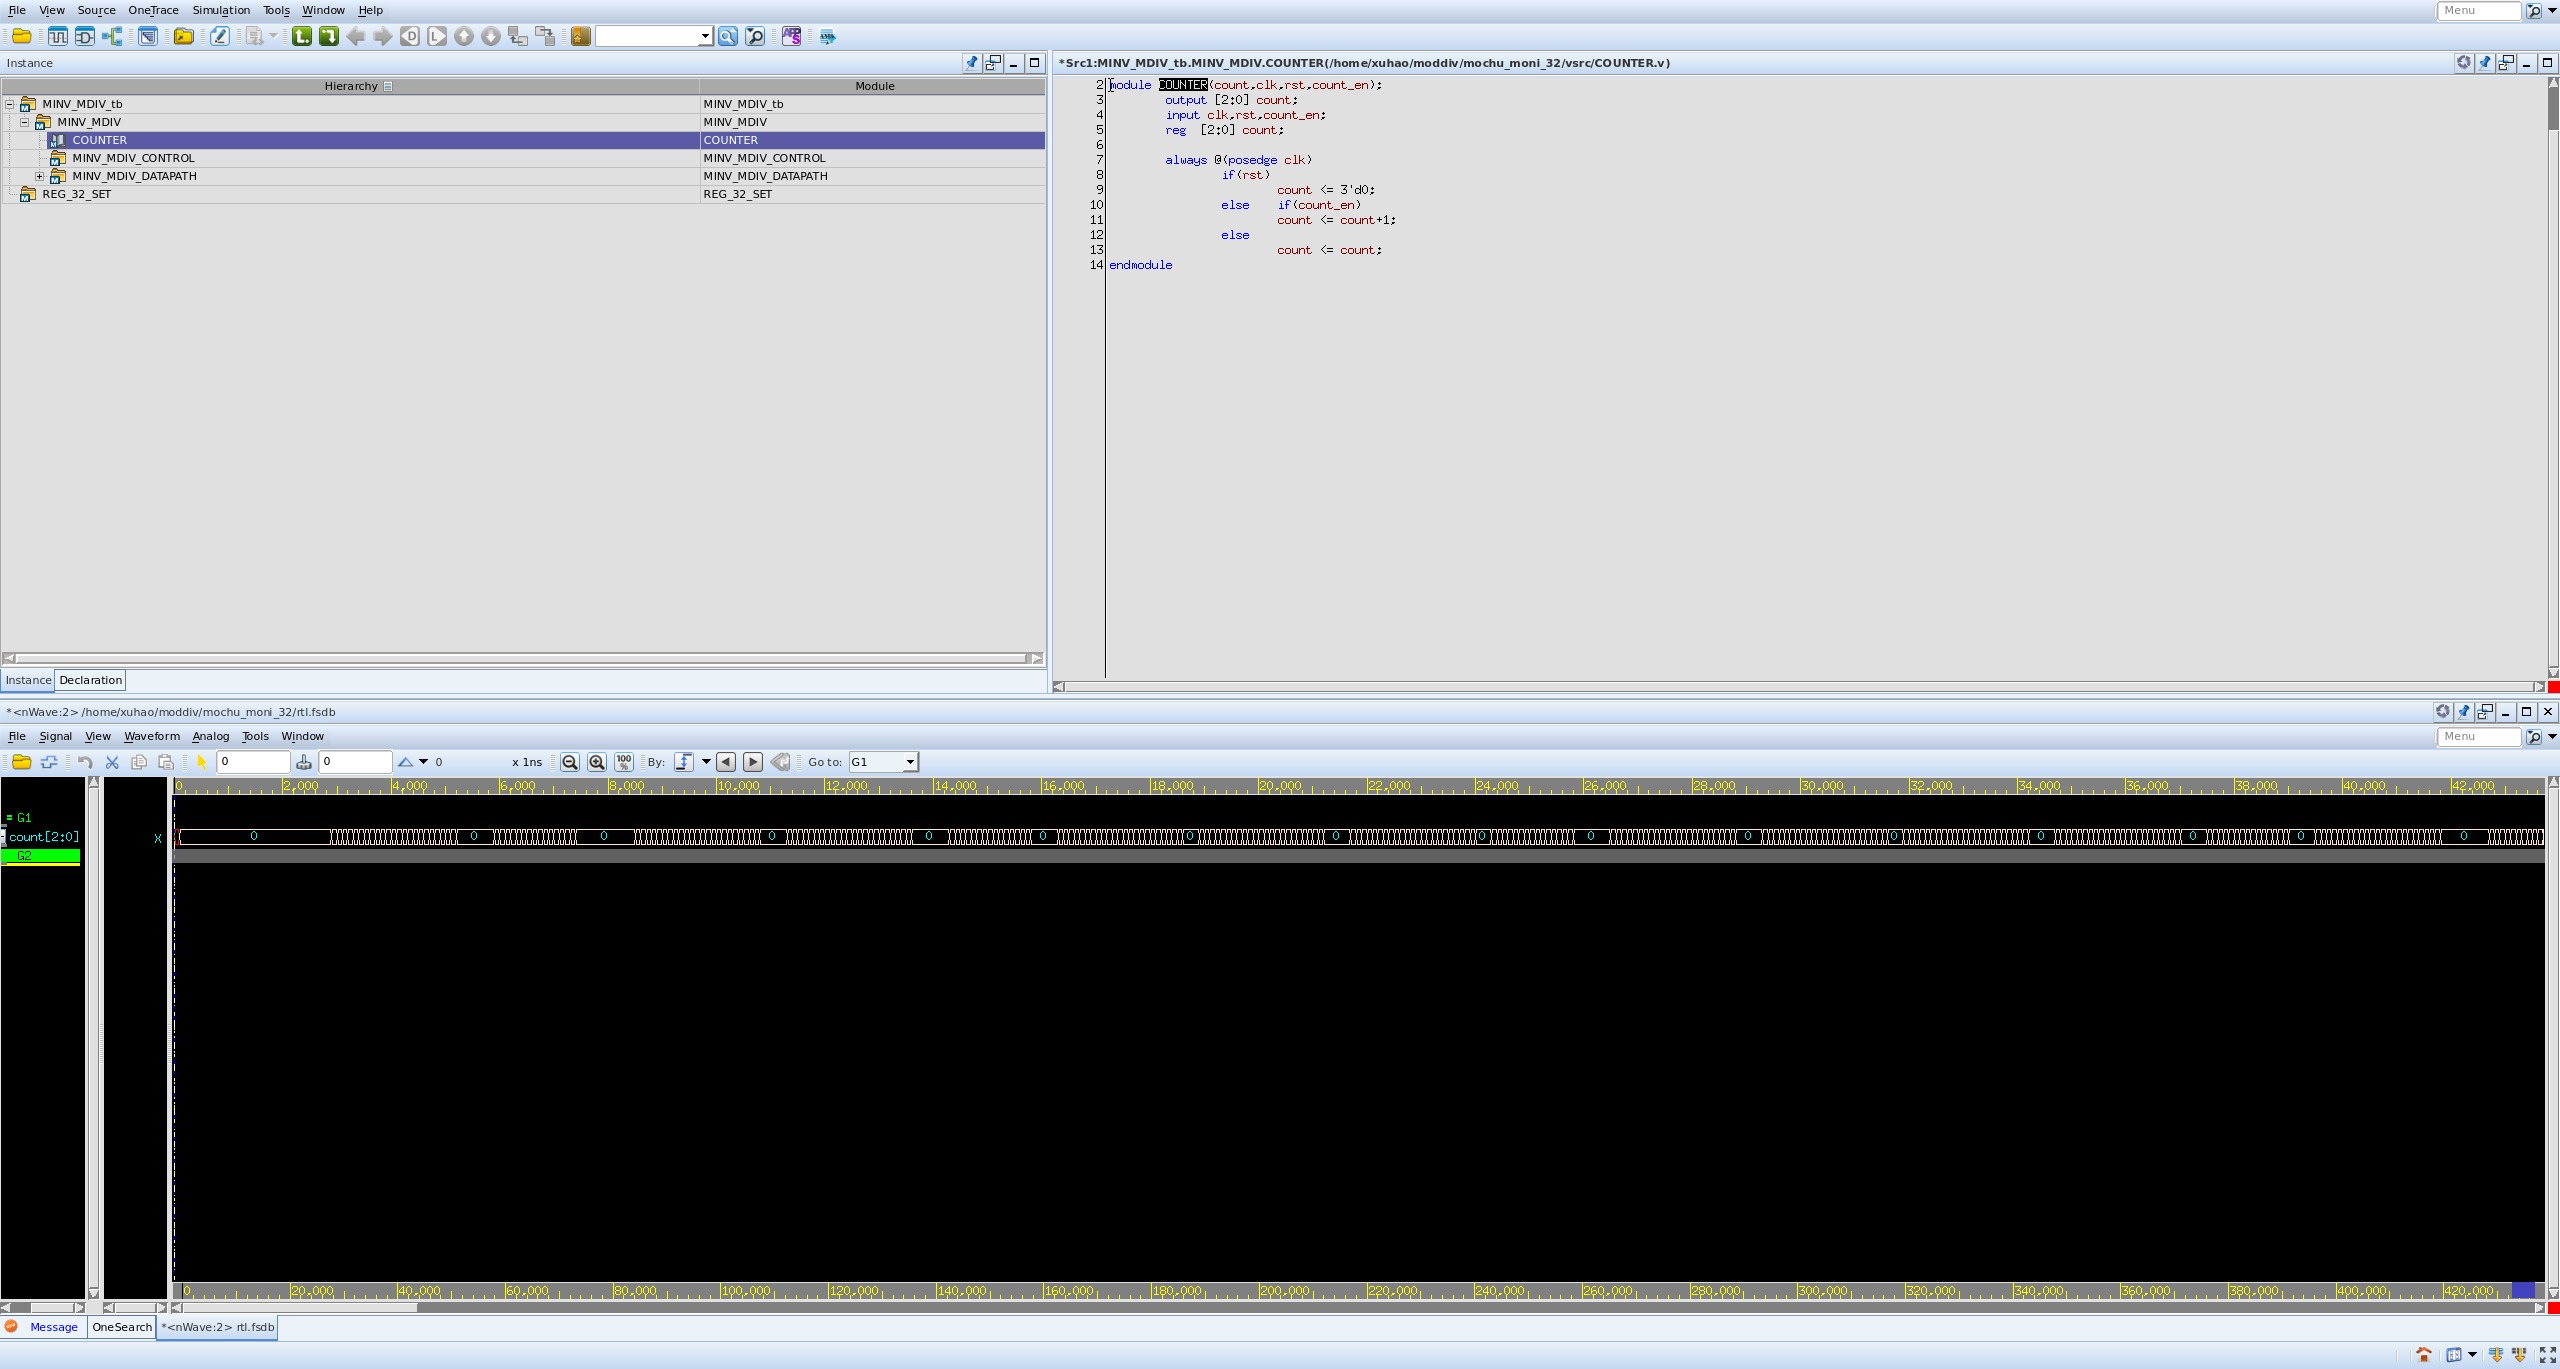 File View Source OneTrace Simulation Tools Window Help Menu
Instance
Hierarchy Module
MINV_MDIV_tb MINV_MDIV_tb
MINV_MDIV MINV_MDIV
COUNTER COUNTER
MINV_MDIV_CONTROL MINV_MDIV_CONTROL
MINV_MDIV_DATAPATH MINV_MDIV_DATAPATH
REG_32_SET REG_32_SET
Instance Declaration
*Src1:MINV_MDIV_tb.MINV_MDIV.COUNTER(/home/xuhao/moddiv/mochu_moni_32/vsrc/COUNTER.v)
2 module COUNTER(count,clk,rst,count_en);
3 output [2:0] count;
4 input clk,rst,count_en;
5 reg [2:0] count;
6
7 always @(posedge clk)
8 if(rst)
9 count <= 3'd0;
10 else if(count_en)
11 count <= count+1;
12 else
13 count <= count;
14 endmodule
*<nWave:2> /home/xuhao/moddiv/mochu_moni_32/rtl.fsdb
File Signal View Waveform Analog Tools Window Menu
0 0 0 x 1ns 100% By: Go to: G1
0 2,000 4,000 6,000 8,000 10,000 12,000 14,000 16,000 18,000 20,000 22,000 24,000 26,000 28,000 30,000 32,000 34,000 36,000 38,000 40,000 42,000
= G1
count[2:0] X 0 0 0 0 0 0 0 0 0 0 0 0 0 0 0 0
G2
0 20,000 40,000 60,000 80,000 100,000 120,000 140,000 160,000 180,000 200,000 220,000 240,000 260,000 280,000 300,000 320,000 340,000 360,000 380,000 400,000 420,000
Message OneSearch *<nWave:2> rtl.fsdb